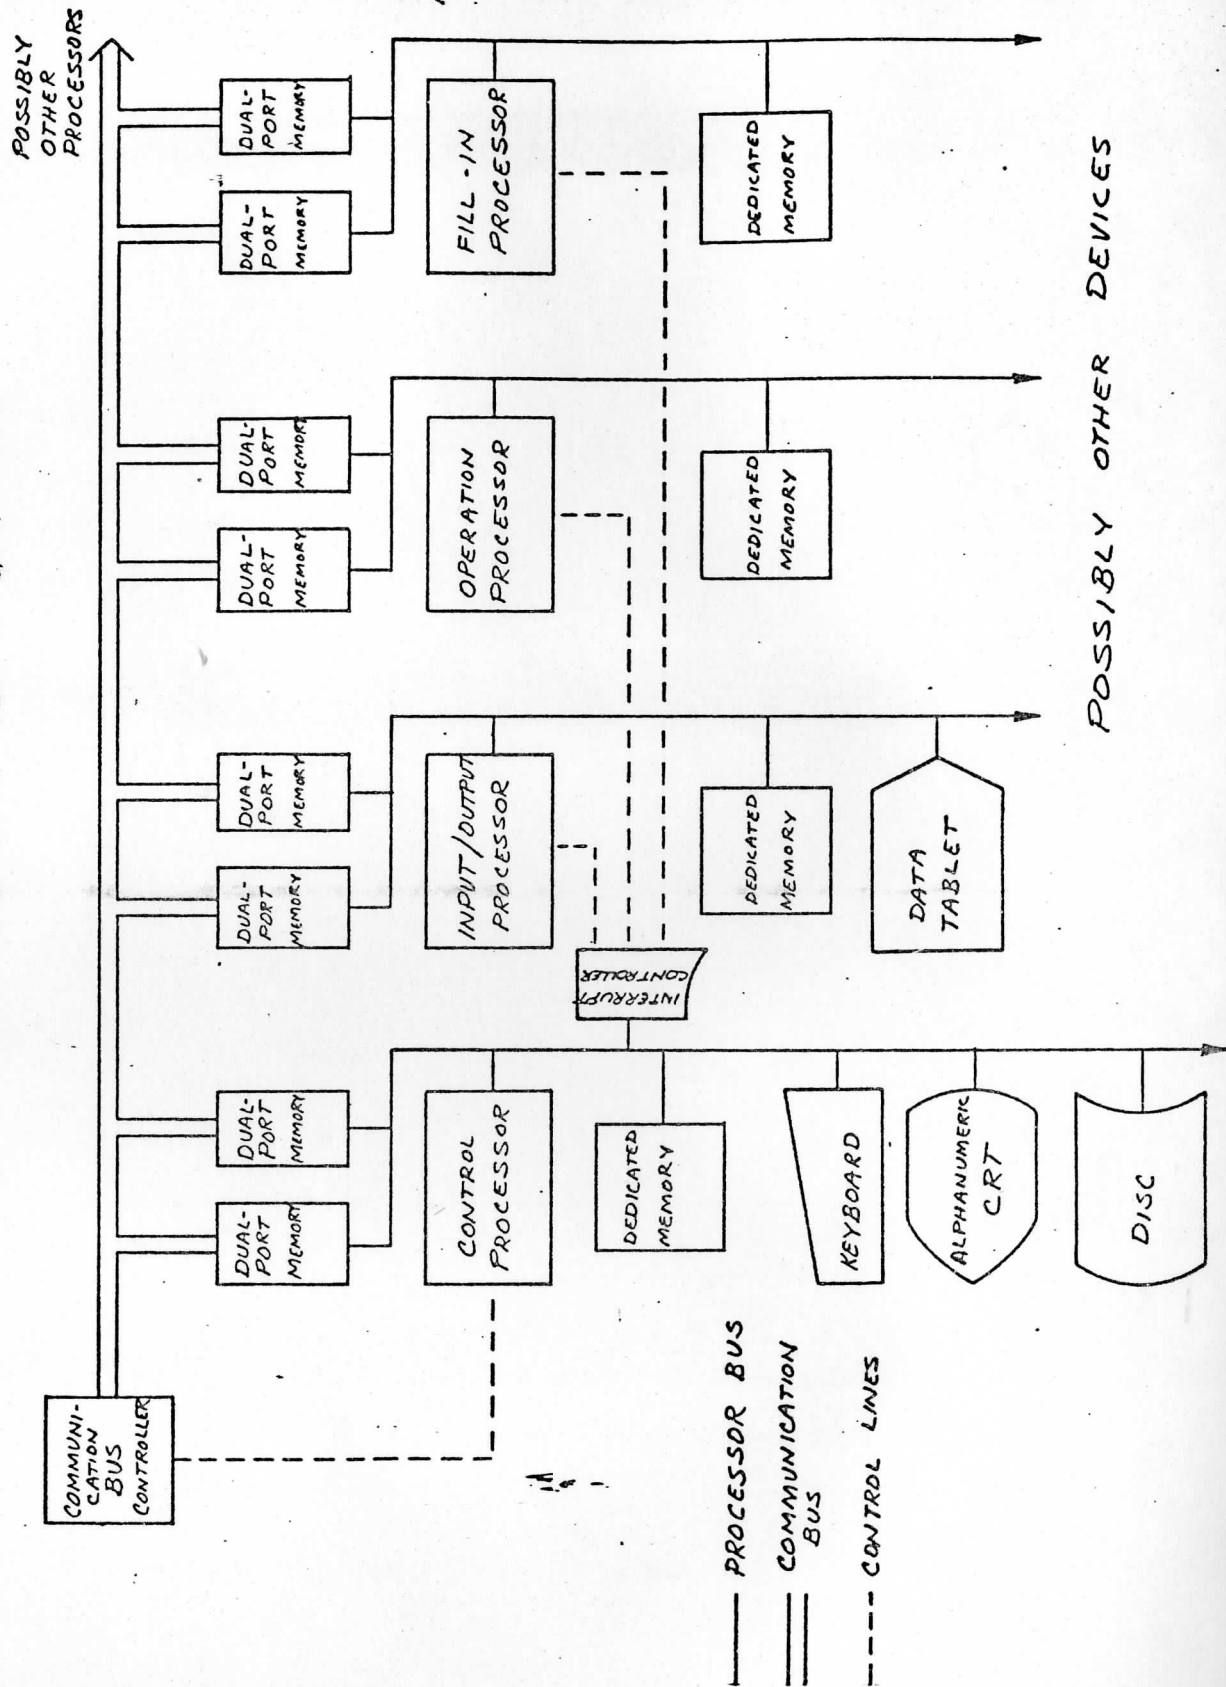 POSSIBLY
OTHER
PROCESSORS
COMMUNI-
CATION
BUS
CONTROLLER
DUAL-
PORT
MEMORY
DUAL-
PORT
MEMORY
DUAL-
PORT
MEMORY
DUAL-
PORT
MEMORY
DUAL-
PORT
MEMORY
DUAL-
PORT
MEMORY
DUAL-
PORT
MEMORY
DUAL-
PORT
MEMORY
CONTROL
PROCESSOR
INPUT/OUTPUT
PROCESSOR
OPERATION
PROCESSOR
FILL-IN
PROCESSOR
INTERRUPT
CONTROLLER
DEDICATED
MEMORY
DEDICATED
MEMORY
DEDICATED
MEMORY
DEDICATED
MEMORY
KEYBOARD
ALPHANUMERIC
CRT
DISC
DATA
TABLET
POSSIBLY OTHER DEVICES
PROCESSOR BUS
COMMUNICATION
BUS
CONTROL LINES